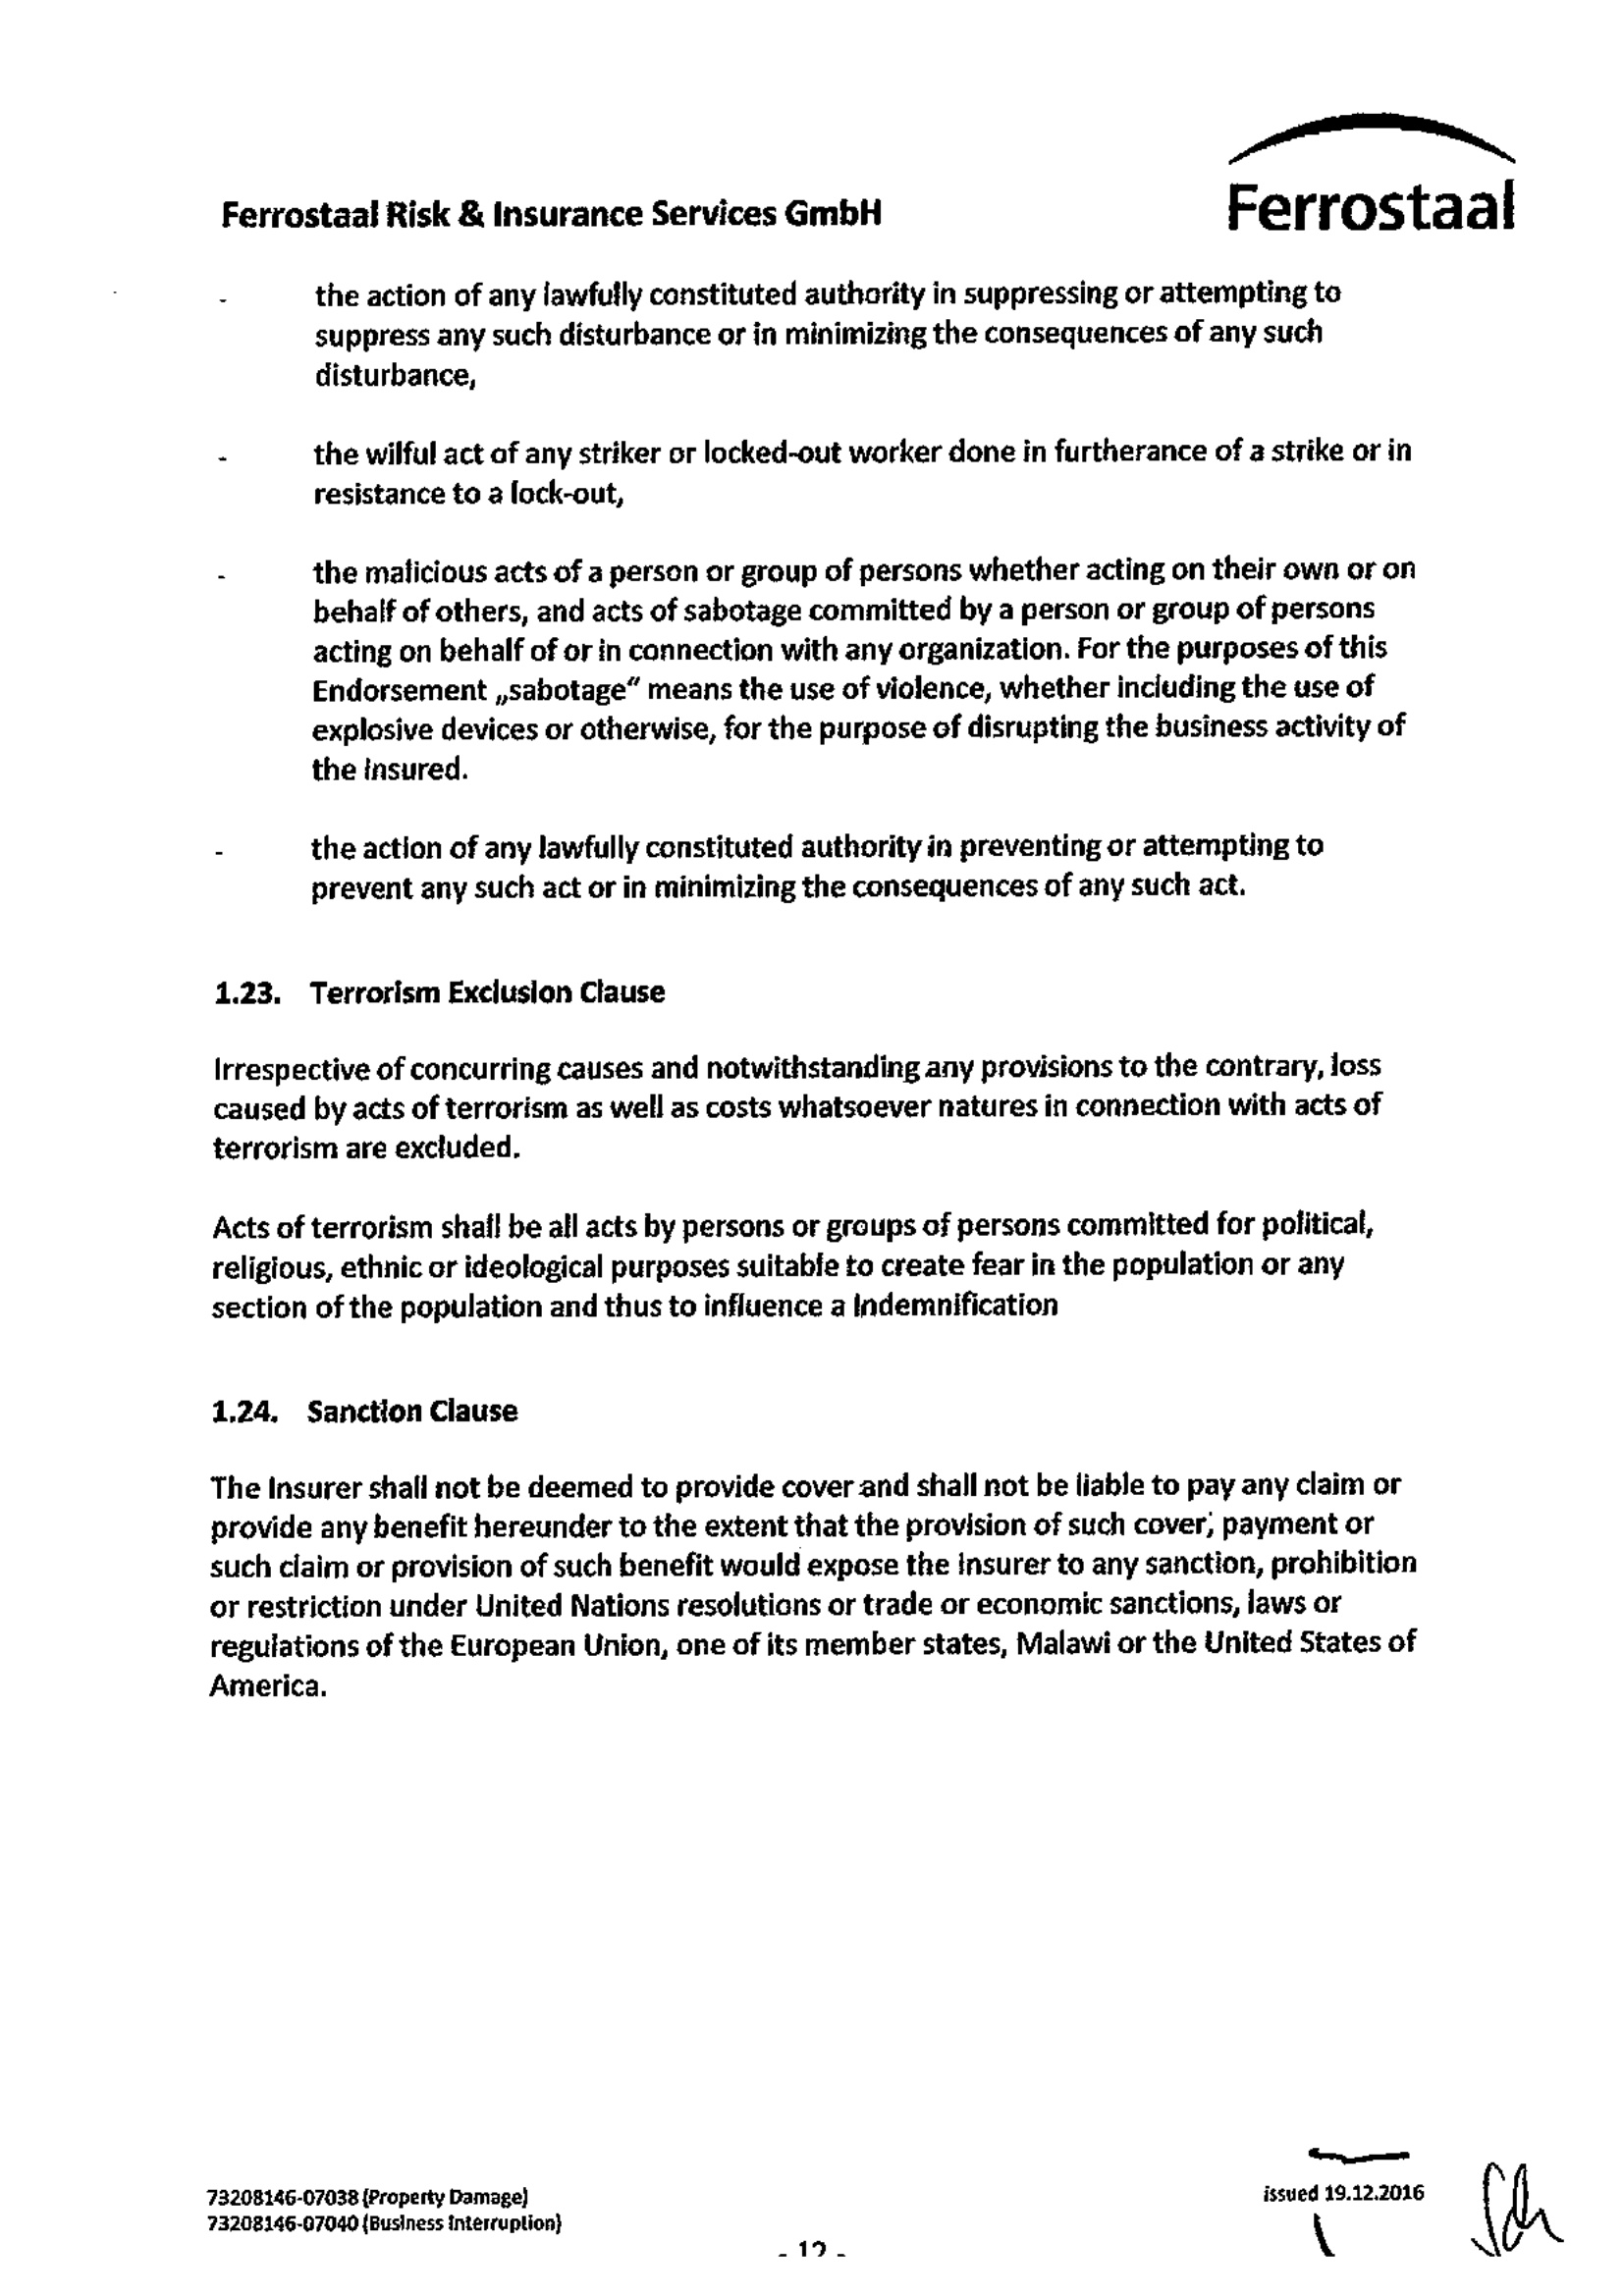 Ferrostaal
Ferrostaal Risk & Insurance Services GmbH
- the action of any lawfully constituted authority in suppressing or attempting to
suppress any such disturbance or in minimizing the consequences of any such
disturbance,
- the wilful act of any striker or locked-out worker done in furtherance of a strike or in
resistance to a lock-out,
- the malicious acts of a person or group of persons whether acting on their own or on
behalf of others, and acts of sabotage committed by a person or group of persons
acting on behalf of or in connection with any organization. For the purposes of this
Endorsement „sabotage“ means the use of violence, whether including the use of
explosive devices or otherwise, for the purpose of disrupting the business activity of
the Insured.
- the action of any lawfully constituted authority in preventing or attempting to
prevent any such act or in minimizing the consequences of any such act.
1.23. Terrorism Exclusion Clause
Irrespective of concurring causes and notwithstanding any provisions to the contrary, loss
caused by acts of terrorism as well as costs whatsoever natures in connection with acts of
terrorism are excluded.
Acts of terrorism shall be all acts by persons or groups of persons committed for political,
religious, ethnic or ideological purposes suitable to create fear in the population or any
section of the population and thus to influence a Indemnification
1.24. Sanction Clause
The Insurer shall not be deemed to provide cover and shall not be liable to pay any claim or
provide any benefit hereunder to the extent that the provision of such cover, payment or
such claim or provision of such benefit would expose the Insurer to any sanction, prohibition
or restriction under United Nations resolutions or trade or economic sanctions, laws or
regulations of the European Union, one of its member states, Malawi or the United States of
America.
73208146-07038 (Property Damage)
73208146-07040 (Business Interruption)
issued 19.12.2016
- 12 -